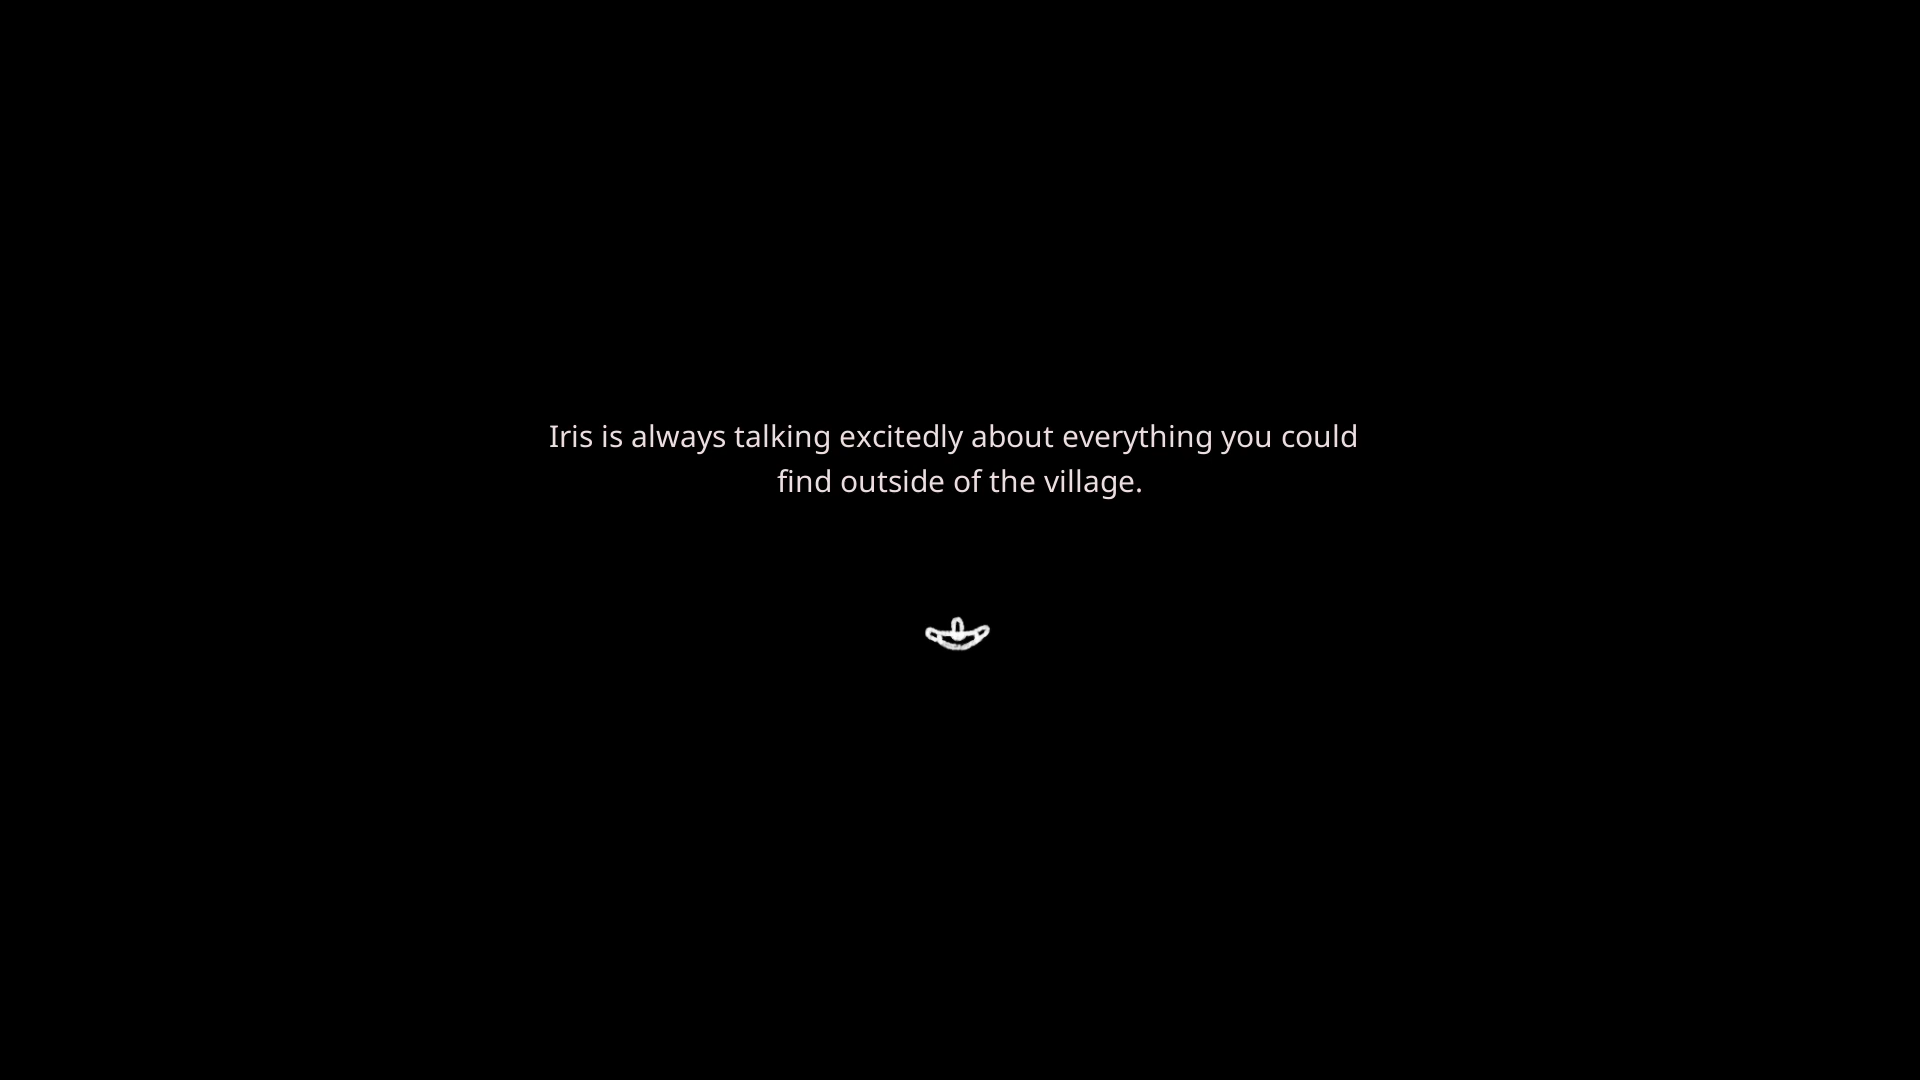 Iris is always talking excitedly about everything you could
find outside of the village.